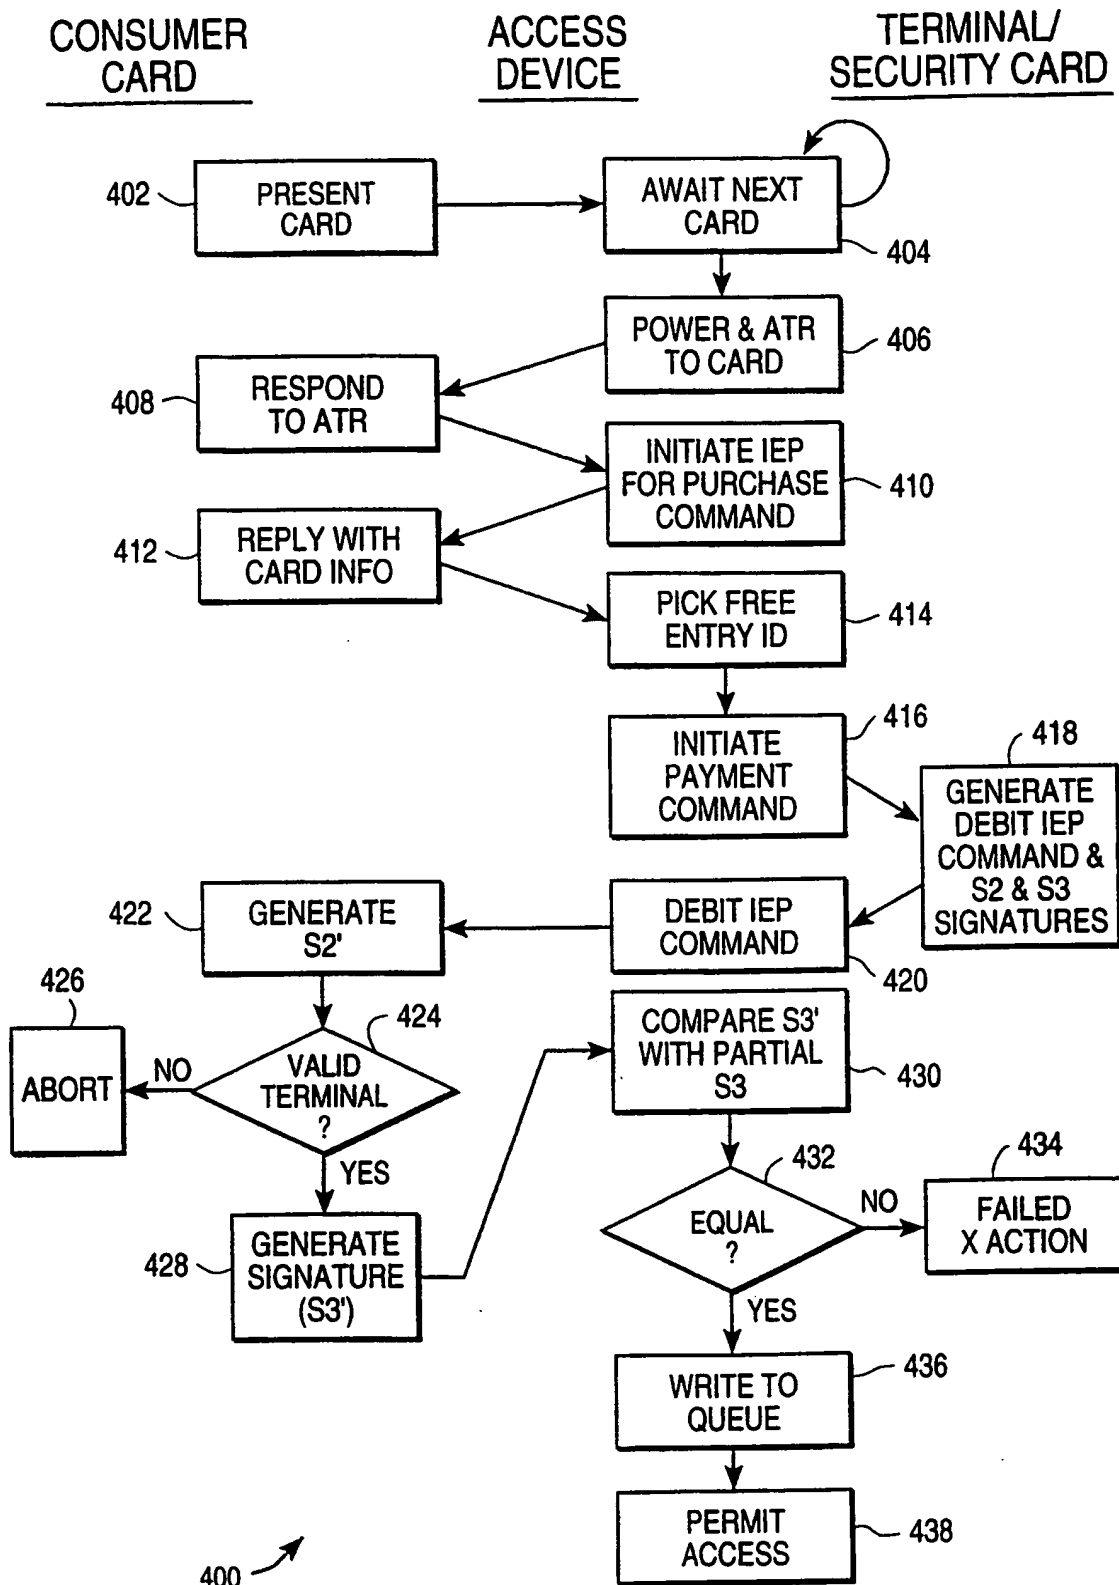 CONSUMER
CARD
ACCESS
DEVICE
TERMINAL/
SECURITY CARD
402
PRESENT
CARD
AWAIT NEXT
CARD
404
POWER & ATR
TO CARD
406
408
RESPOND
TO ATR
INITIATE IEP
FOR PURCHASE
COMMAND
410
412
REPLY WITH
CARD INFO
PICK FREE
ENTRY ID
414
416
INITIATE
PAYMENT
COMMAND
418
GENERATE
DEBIT IEP
COMMAND &
S2 & S3
SIGNATURES
422
GENERATE
S2'
DEBIT IEP
COMMAND
420
426
ABORT
NO
424
VALID
TERMINAL
?
YES
COMPARE S3'
WITH PARTIAL
S3
430
428
GENERATE
SIGNATURE
(S3')
432
EQUAL
?
NO
434
FAILED
X ACTION
YES
WRITE TO
QUEUE
436
PERMIT
ACCESS
438
400